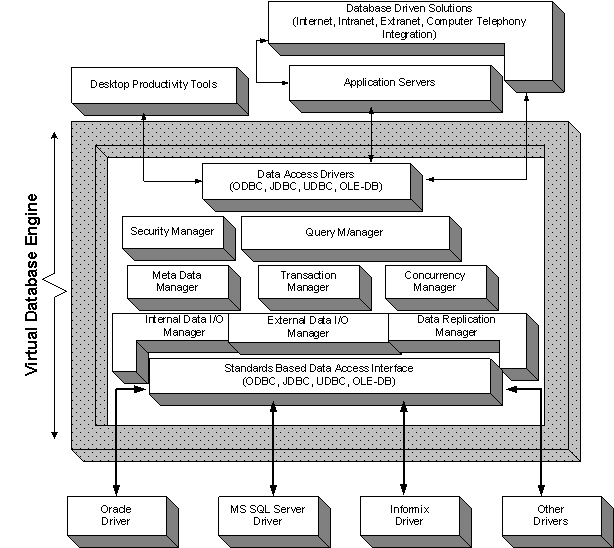 Database Driven Solutions
(Internet, Intranet, Extranet, Computer Telephony
Integration)
Desktop Productivity Tools
Application Servers
Virtual Database Engine
Data Access Drivers
(ODBC, JDBC, UDBC, OLE-DB)
Security Manager
Query M/anager
Meta Data
Manager
Transaction
Manager
Concurrency
Manager
Internal Data I/O
Manager
External Data I/O
Manager
Data Replication
Manager
Standards Based Data Access Interface
(ODBC, JDBC, UDBC, OLE-DB)
Oracle
Driver
MS SQL Server
Driver
Informix
Driver
Other
Drivers